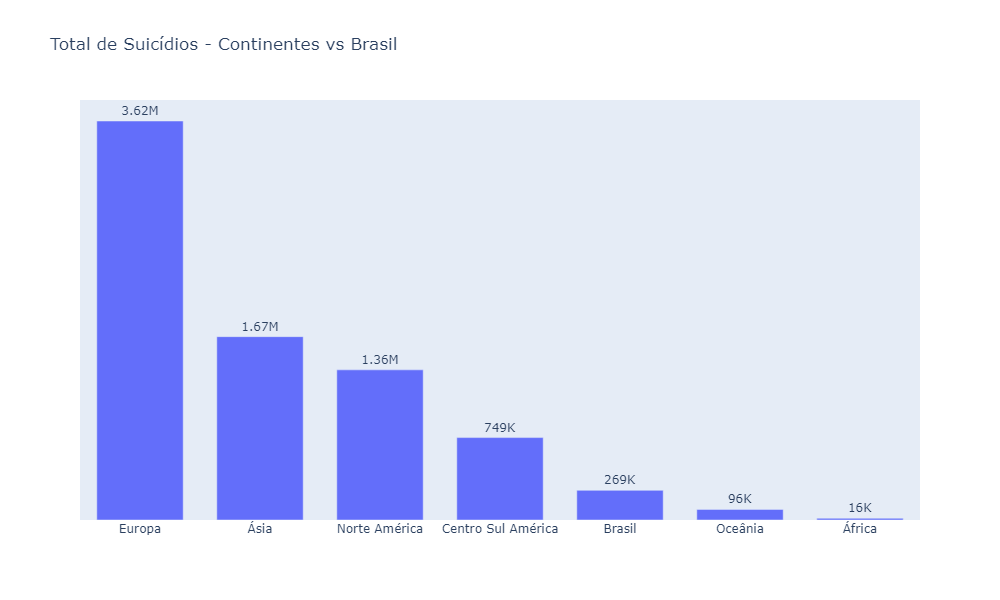 Total de Suicídios - Continentes vs Brasil
3.62M
1.67M
1.36M
749K
269K
96K
16K
Europa
Ásia
Norte América
Centro Sul América
Brasil
Oceânia
África